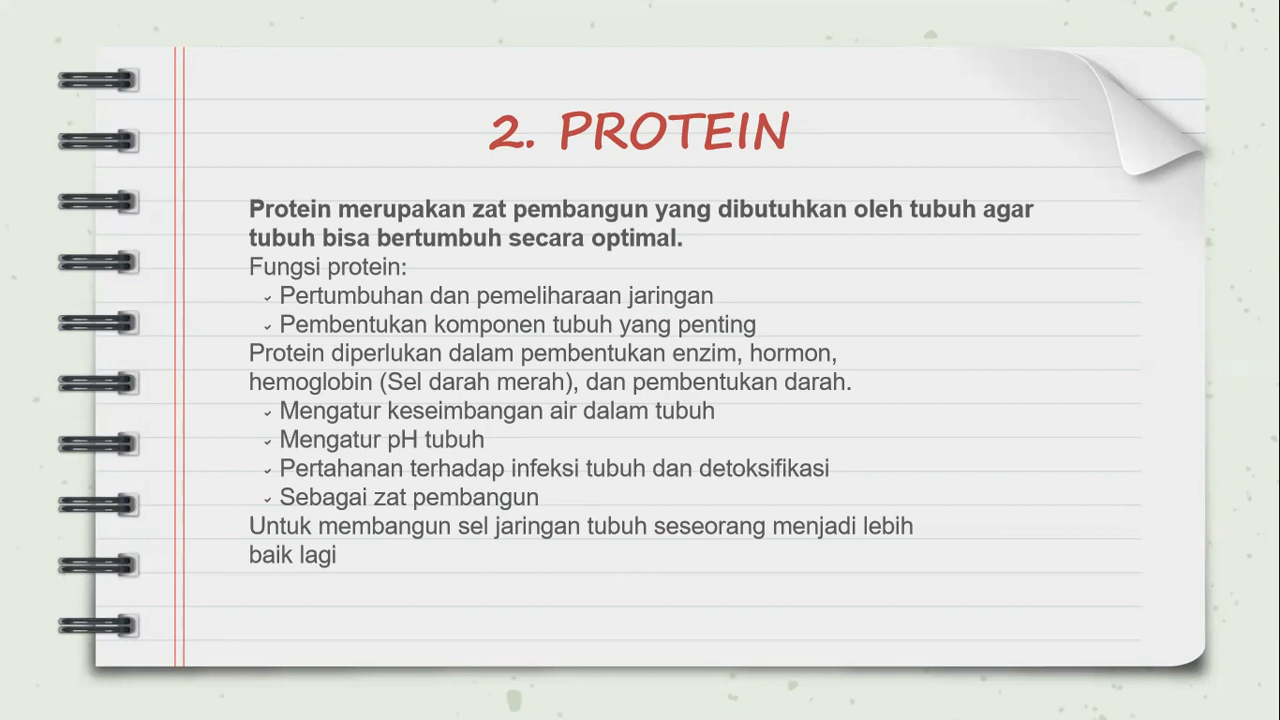 2. PROTEIN
Protein merupakan zat pembangun yang dibutuhkan oleh tubuh agar
tubuh bisa bertumbuh secara optimal.
Fungsi protein:
✓ Pertumbuhan dan pemeliharaan jaringan
✓ Pembentukan komponen tubuh yang penting
Protein diperlukan dalam pembentukan enzim, hormon,
hemoglobin (Sel darah merah), dan pembentukan darah.
✓ Mengatur keseimbangan air dalam tubuh
✓ Mengatur pH tubuh
✓ Pertahanan terhadap infeksi tubuh dan detoksifikasi
✓ Sebagai zat pembangun
Untuk membangun sel jaringan tubuh seseorang menjadi lebih
baik lagi